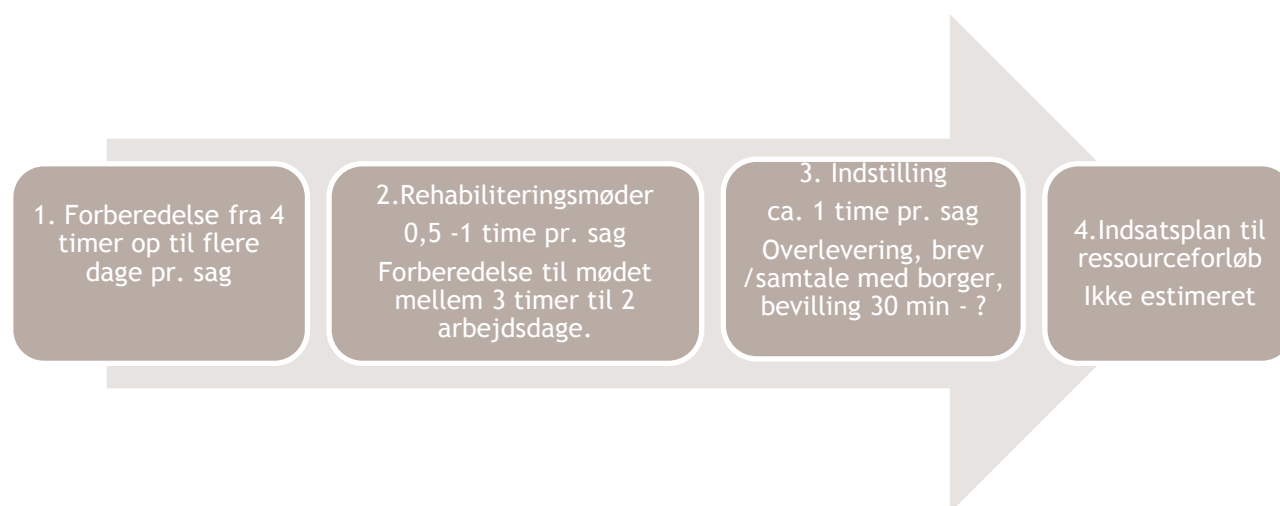 1. Forberedelse fra 4
timer op til flere
dage pr. sag
2.Rehabiliteringsmøder
0,5 -1 time pr. sag
Forberedelse til mødet
mellem 3 timer til 2
arbejdsdage.
3. Indstilling
ca. 1 time pr. sag
Overlevering, brev
/samtale med borger,
bevilling 30 min - ?
4.Indsatsplan til
ressourceforløb
Ikke estimeret